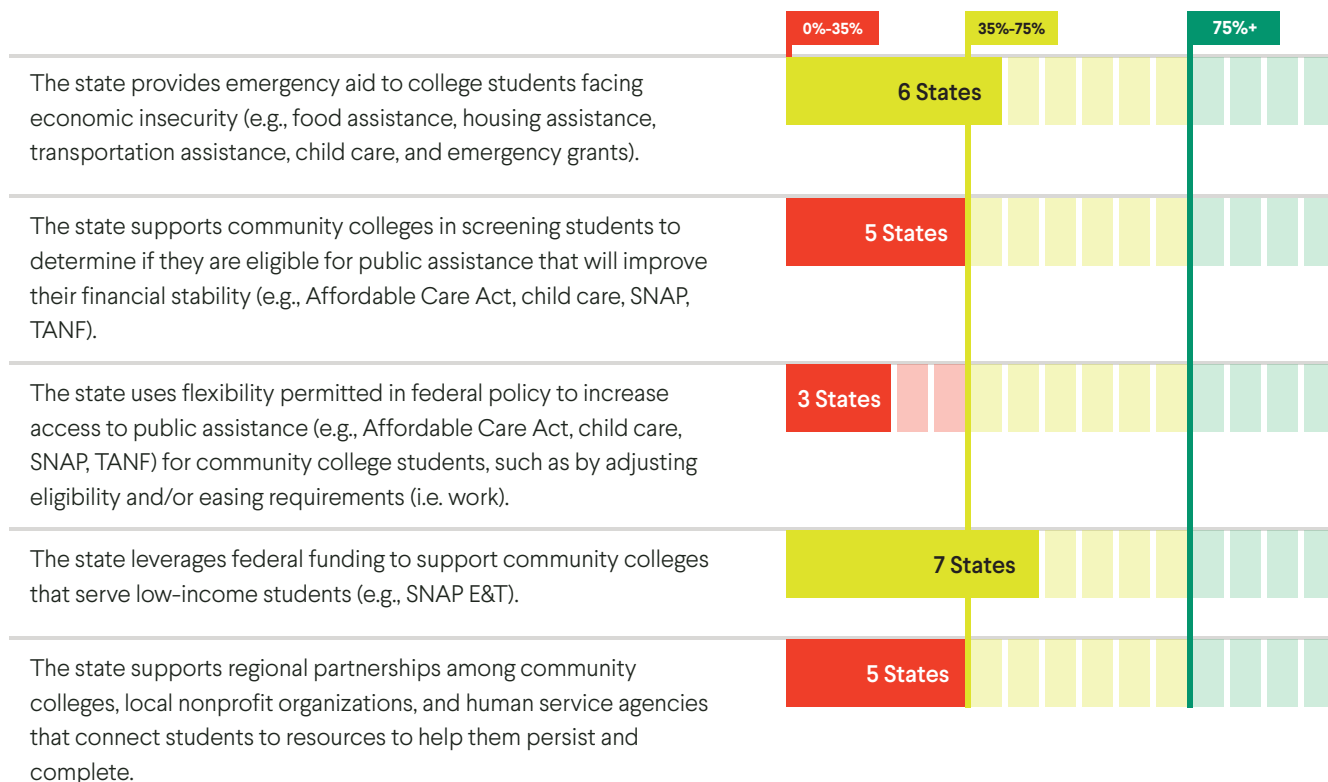 0%-35% 35%-75% 75%+
The state provides emergency aid to college students facing
economic insecurity (e.g., food assistance, housing assistance,
transportation assistance, child care, and emergency grants).
6 States
The state supports community colleges in screening students to
determine if they are eligible for public assistance that will improve
their financial stability (e.g., Affordable Care Act, child care, SNAP,
TANF).
5 States
The state uses flexibility permitted in federal policy to increase
access to public assistance (e.g., Affordable Care Act, child care,
SNAP, TANF) for community college students, such as by adjusting
eligibility and/or easing requirements (i.e. work).
3 States
The state leverages federal funding to support community colleges
that serve low-income students (e.g., SNAP E&T).
7 States
The state supports regional partnerships among community
colleges, local nonprofit organizations, and human service agencies
that connect students to resources to help them persist and
complete.
5 States